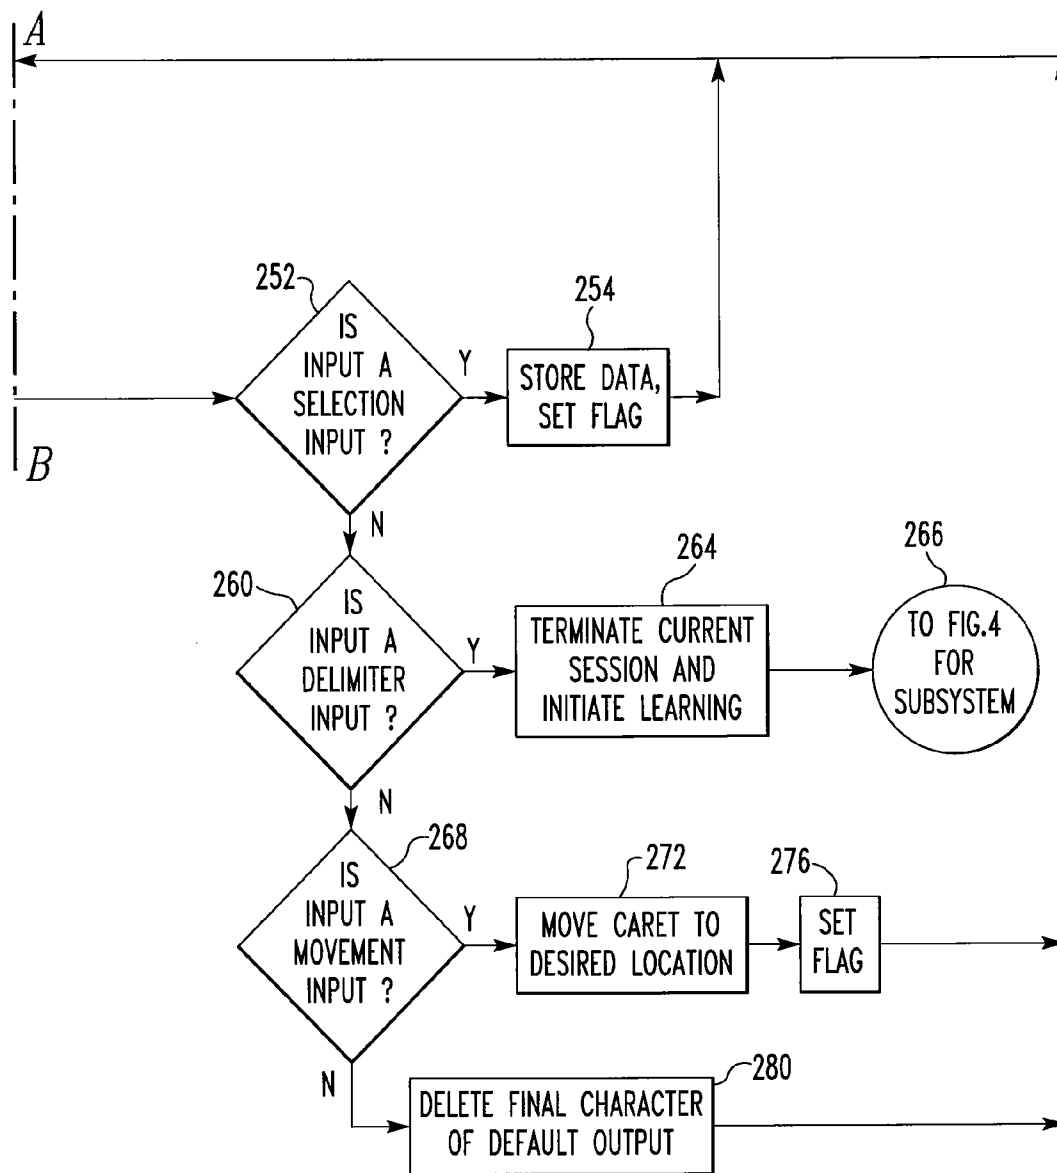 A
B
252
IS
INPUT A
SELECTION
INPUT ?
Y
254
STORE DATA,
SET FLAG
N
260
IS
INPUT A
DELIMITER
INPUT ?
Y
264
TERMINATE CURRENT
SESSION AND
INITIATE LEARNING
266
TO FIG.4
FOR
SUBSYSTEM
N
268
IS
INPUT A
MOVEMENT
INPUT ?
Y
272
MOVE CARET TO
DESIRED LOCATION
276
SET
FLAG
N
280
DELETE FINAL CHARACTER
OF DEFAULT OUTPUT